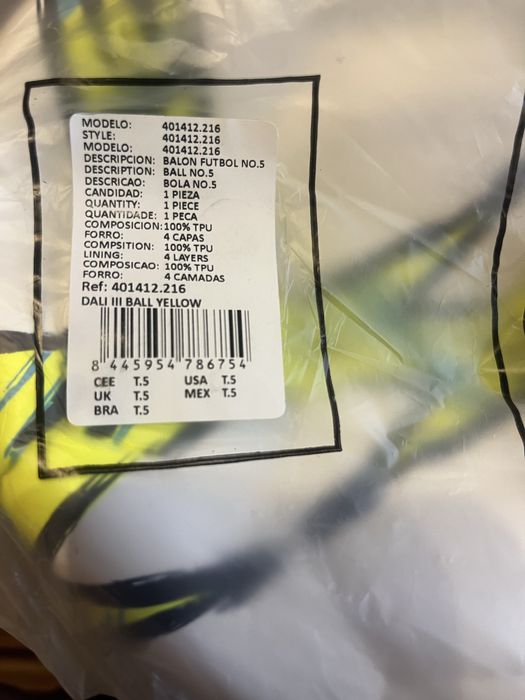 MODELO: 401412.216
STYLE: 401412.216
MODELO: 401412.216
DESCRIPCION: BALON FUTBOL NO.5
DESCRIPTION: BALL NO.5
DESCRICAO: BOLA NO.5
CANDIDAD: 1 PIEZA
QUANTITY: 1 PIECE
QUANTIDADE: 1 PECA
COMPOSICION: 100% TPU
FORRO: 4 CAPAS
COMPSITION: 100% TPU
LINING: 4 LAYERS
COMPOSICAO: 100% TPU
FORRO: 4 CAMADAS
Ref: 401412.216
DALI III BALL YELLOW
8 445954 786754
CEE T.5 USA T.5
UK T.5 MEX T.5
BRA T.5